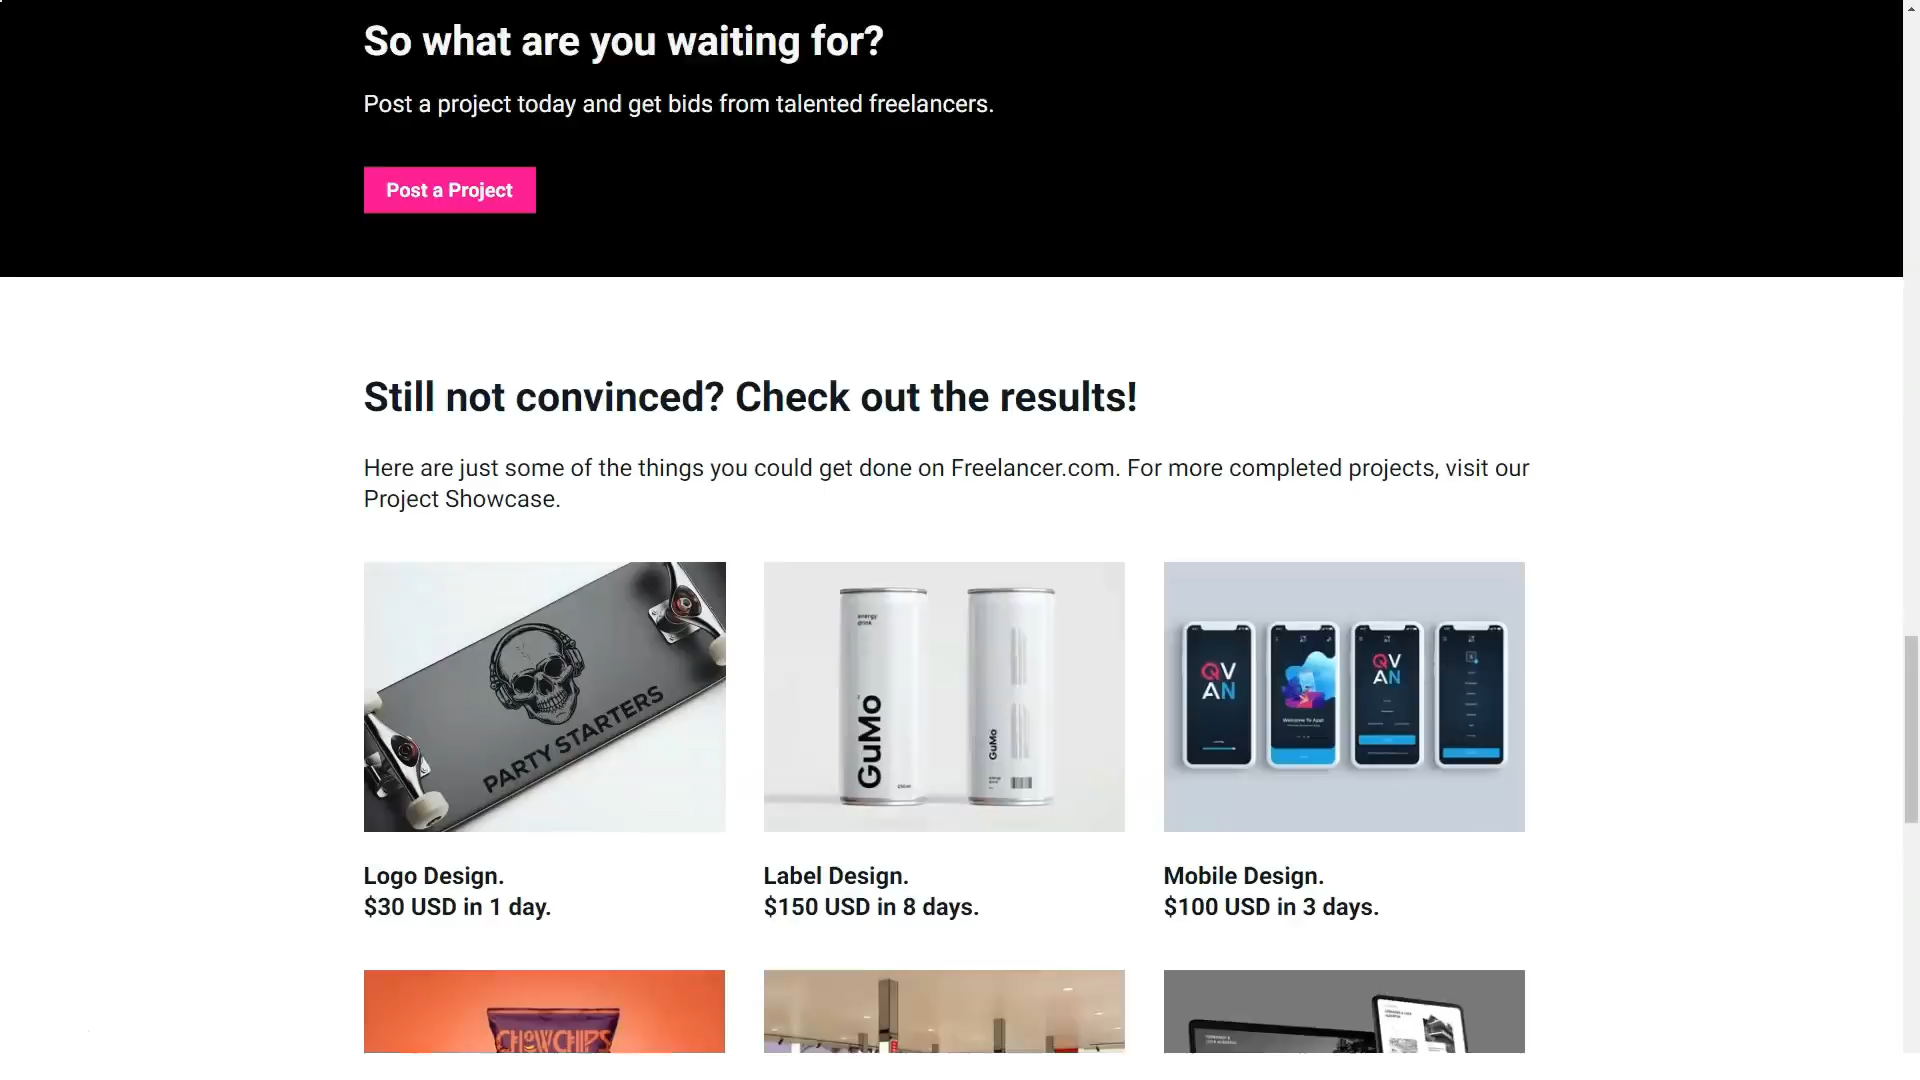 So what are you waiting for?
Post a project today and get bids from talented freelancers.
Post a Project
Still not convinced? Check out the results!
Here are just some of the things you could get done on Freelancer.com. For more completed projects, visit our
Project Showcase.
PARTY STARTERS
energy
drink
GuMo
GuMo
QV
AN
Welcome To Apat
QV
AN
Logo Design.
$30 USD in 1 day.
Label Design.
$150 USD in 8 days.
Mobile Design.
$100 USD in 3 days.
CHOWCHIPS